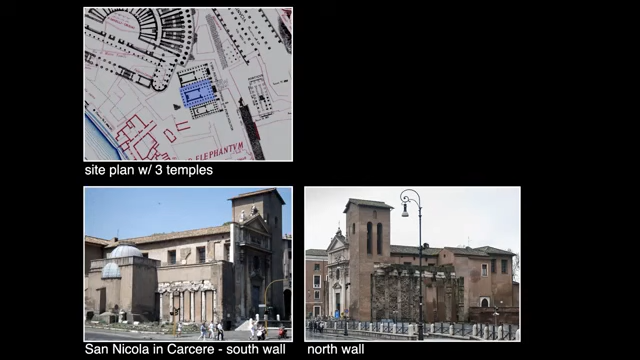 ELEPHANTVM
site plan w/ 3 temples
San Nicola in Carcere - south wall
north wall